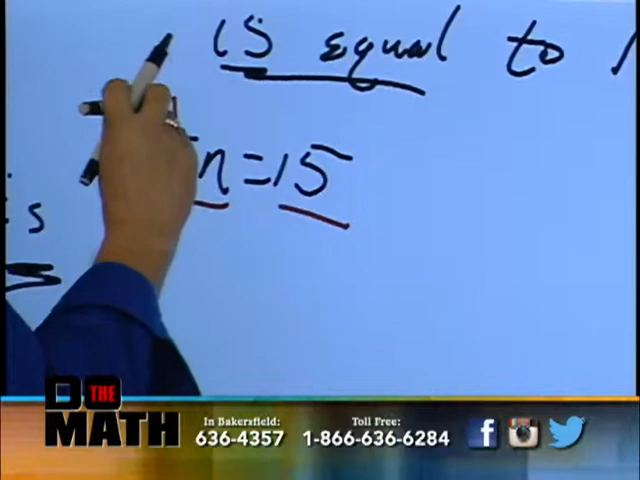 is equal to
n = 15
s
DO THE MATH
In Bakersfield:
636-4357
Toll Free:
1-866-636-6284